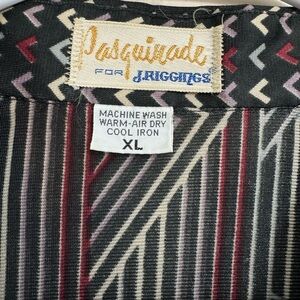 Pasquinade
FOR J.RIGGINGS
MACHINE WASH
WARM-AIR DRY
COOL IRON
XL